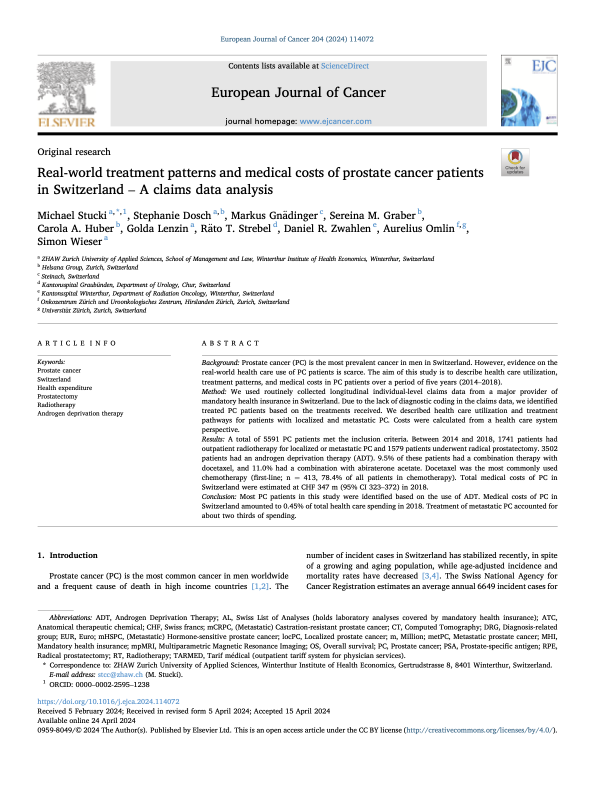 European Journal of Cancer 204 (2024) 114072
Contents lists available at ScienceDirect
European Journal of Cancer
journal homepage: www.ejcancer.com
ELSEVIER
EJC
Check for
updates
Original research
Real-world treatment patterns and medical costs of prostate cancer patients
in Switzerland – A claims data analysis
Michael Stucki a,*,1, Stephanie Dosch a,b, Markus Gnädinger c, Sereina M. Graber b,
Carola A. Huber b, Golda Lenzin a, Räto T. Strebel d, Daniel R. Zwahlen e, Aurelius Omlin f,g,
Simon Wieser a
a ZHAW Zurich University of Applied Sciences, School of Management and Law, Winterthur Institute of Health Economics, Winterthur, Switzerland
b Helsana Group, Zurich, Switzerland
c Steinach, Switzerland
d Kantonsspital Graubünden, Department of Urology, Chur, Switzerland
e Kantonsspital Winterthur, Department of Radiation Oncology, Winterthur, Switzerland
f Onkozentrum Zürich und Uroonkologisches Zentrum, Hirslanden Zürich, Zurich, Switzerland
g Universität Zürich, Zurich, Switzerland
ARTICLE INFO
Keywords:
Prostate cancer
Switzerland
Health expenditure
Prostatectomy
Radiotherapy
Androgen deprivation therapy
ABSTRACT
Background: Prostate cancer (PC) is the most prevalent cancer in men in Switzerland. However, evidence on the
real-world health care use of PC patients is scarce. The aim of this study is to describe health care utilization,
treatment patterns, and medical costs in PC patients over a period of five years (2014–2018).
Method: We used routinely collected longitudinal individual-level claims data from a major provider of
mandatory health insurance in Switzerland. Due to the lack of diagnostic coding in the claims data, we identified
treated PC patients based on the treatments received. We described health care utilization and treatment
pathways for patients with localized and metastatic PC. Costs were calculated from a health care system
perspective.
Results: A total of 5591 PC patients met the inclusion criteria. Between 2014 and 2018, 1741 patients had
outpatient radiotherapy for localized or metastatic PC and 1579 patients underwent radical prostatectomy. 3502
patients had an androgen deprivation therapy (ADT). 9.5% of these patients had a combination therapy with
docetaxel, and 11.0% had a combination with abiraterone acetate. Docetaxel was the most commonly used
chemotherapy (first-line; n = 413, 78.4% of all patients in chemotherapy). Total medical costs of PC in
Switzerland were estimated at CHF 347 m (95% CI 323–372) in 2018.
Conclusion: Most PC patients in this study were identified based on the use of ADT. Medical costs of PC in
Switzerland amounted to 0.45% of total health care spending in 2018. Treatment of metastatic PC accounted for
about two thirds of spending.
1. Introduction
Prostate cancer (PC) is the most common cancer in men worldwide
and a frequent cause of death in high income countries [1,2]. The
number of incident cases in Switzerland has stabilized recently, in spite
of a growing and aging population, while age-adjusted incidence and
mortality rates have decreased [3,4]. The Swiss National Agency for
Cancer Registration estimates an average annual 6649 incident cases for
Abbreviations: ADT, Androgen Deprivation Therapy; AL, Swiss List of Analyses (holds laboratory analyses covered by mandatory health insurance); ATC,
Anatomical therapeutic chemical; CHF, Swiss francs; mCRPC, (Metastatic) Castration-resistant prostate cancer; CT, Computed Tomography; DRG, Diagnosis-related
group; EUR, Euro; mHSPC, (Metastatic) Hormone-sensitive prostate cancer; locPC, Localized prostate cancer; m, Million; metPC, Metastatic prostate cancer; MHI,
Mandatory health insurance; mpMRI, Multiparametric Magnetic Resonance Imaging; OS, Overall survival; PC, Prostate cancer; PSA, Prostate-specific antigen; RPE,
Radical prostatectomy; RT, Radiotherapy; TARMED, Tarif médical (outpatient tariff system for physician services).
* Correspondence to: ZHAW Zurich University of Applied Sciences, Winterthur Institute of Health Economics, Gertrudstrasse 8, 8401 Winterthur, Switzerland.
E-mail address: stcr@zhaw.ch (M. Stucki).
1 ORCID: 0000–0002-2595–1238
https://doi.org/10.1016/j.ejca.2024.114072
Received 5 February 2024; Received in revised form 5 April 2024; Accepted 15 April 2024
Available online 24 April 2024
0959-8049/© 2024 The Author(s). Published by Elsevier Ltd. This is an open access article under the CC BY license (http://creativecommons.org/licenses/by/4.0/).